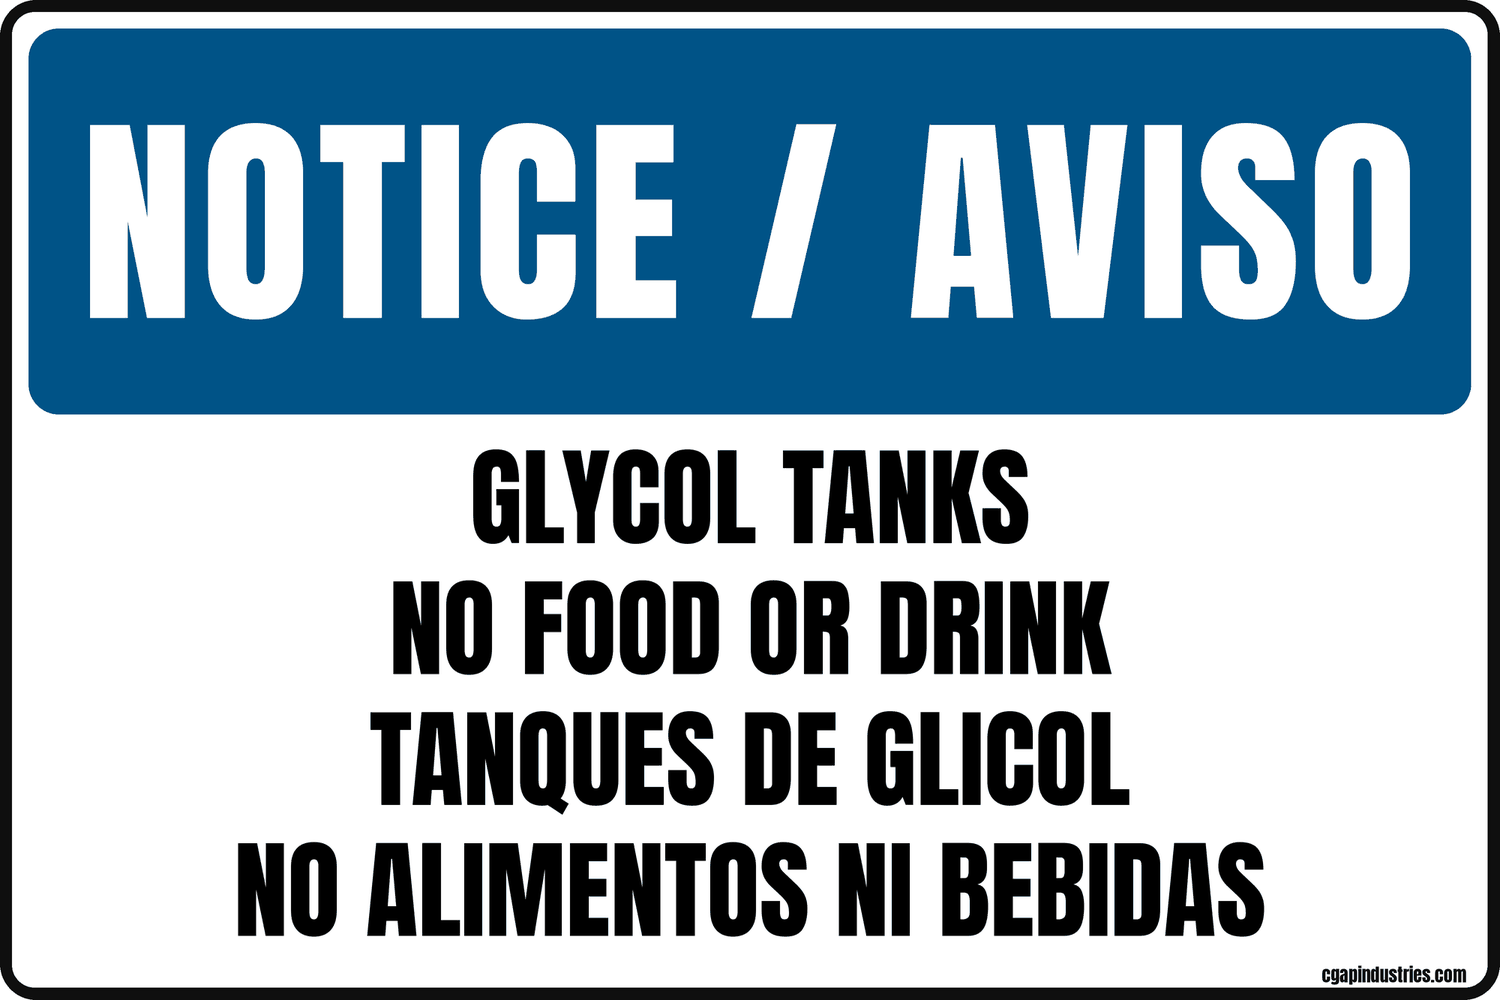 NOTICE / AVISO
GLYCOL TANKS
NO FOOD OR DRINK
TANQUES DE GLICOL
NO ALIMENTOS NI BEBIDAS
cgapindustries.com